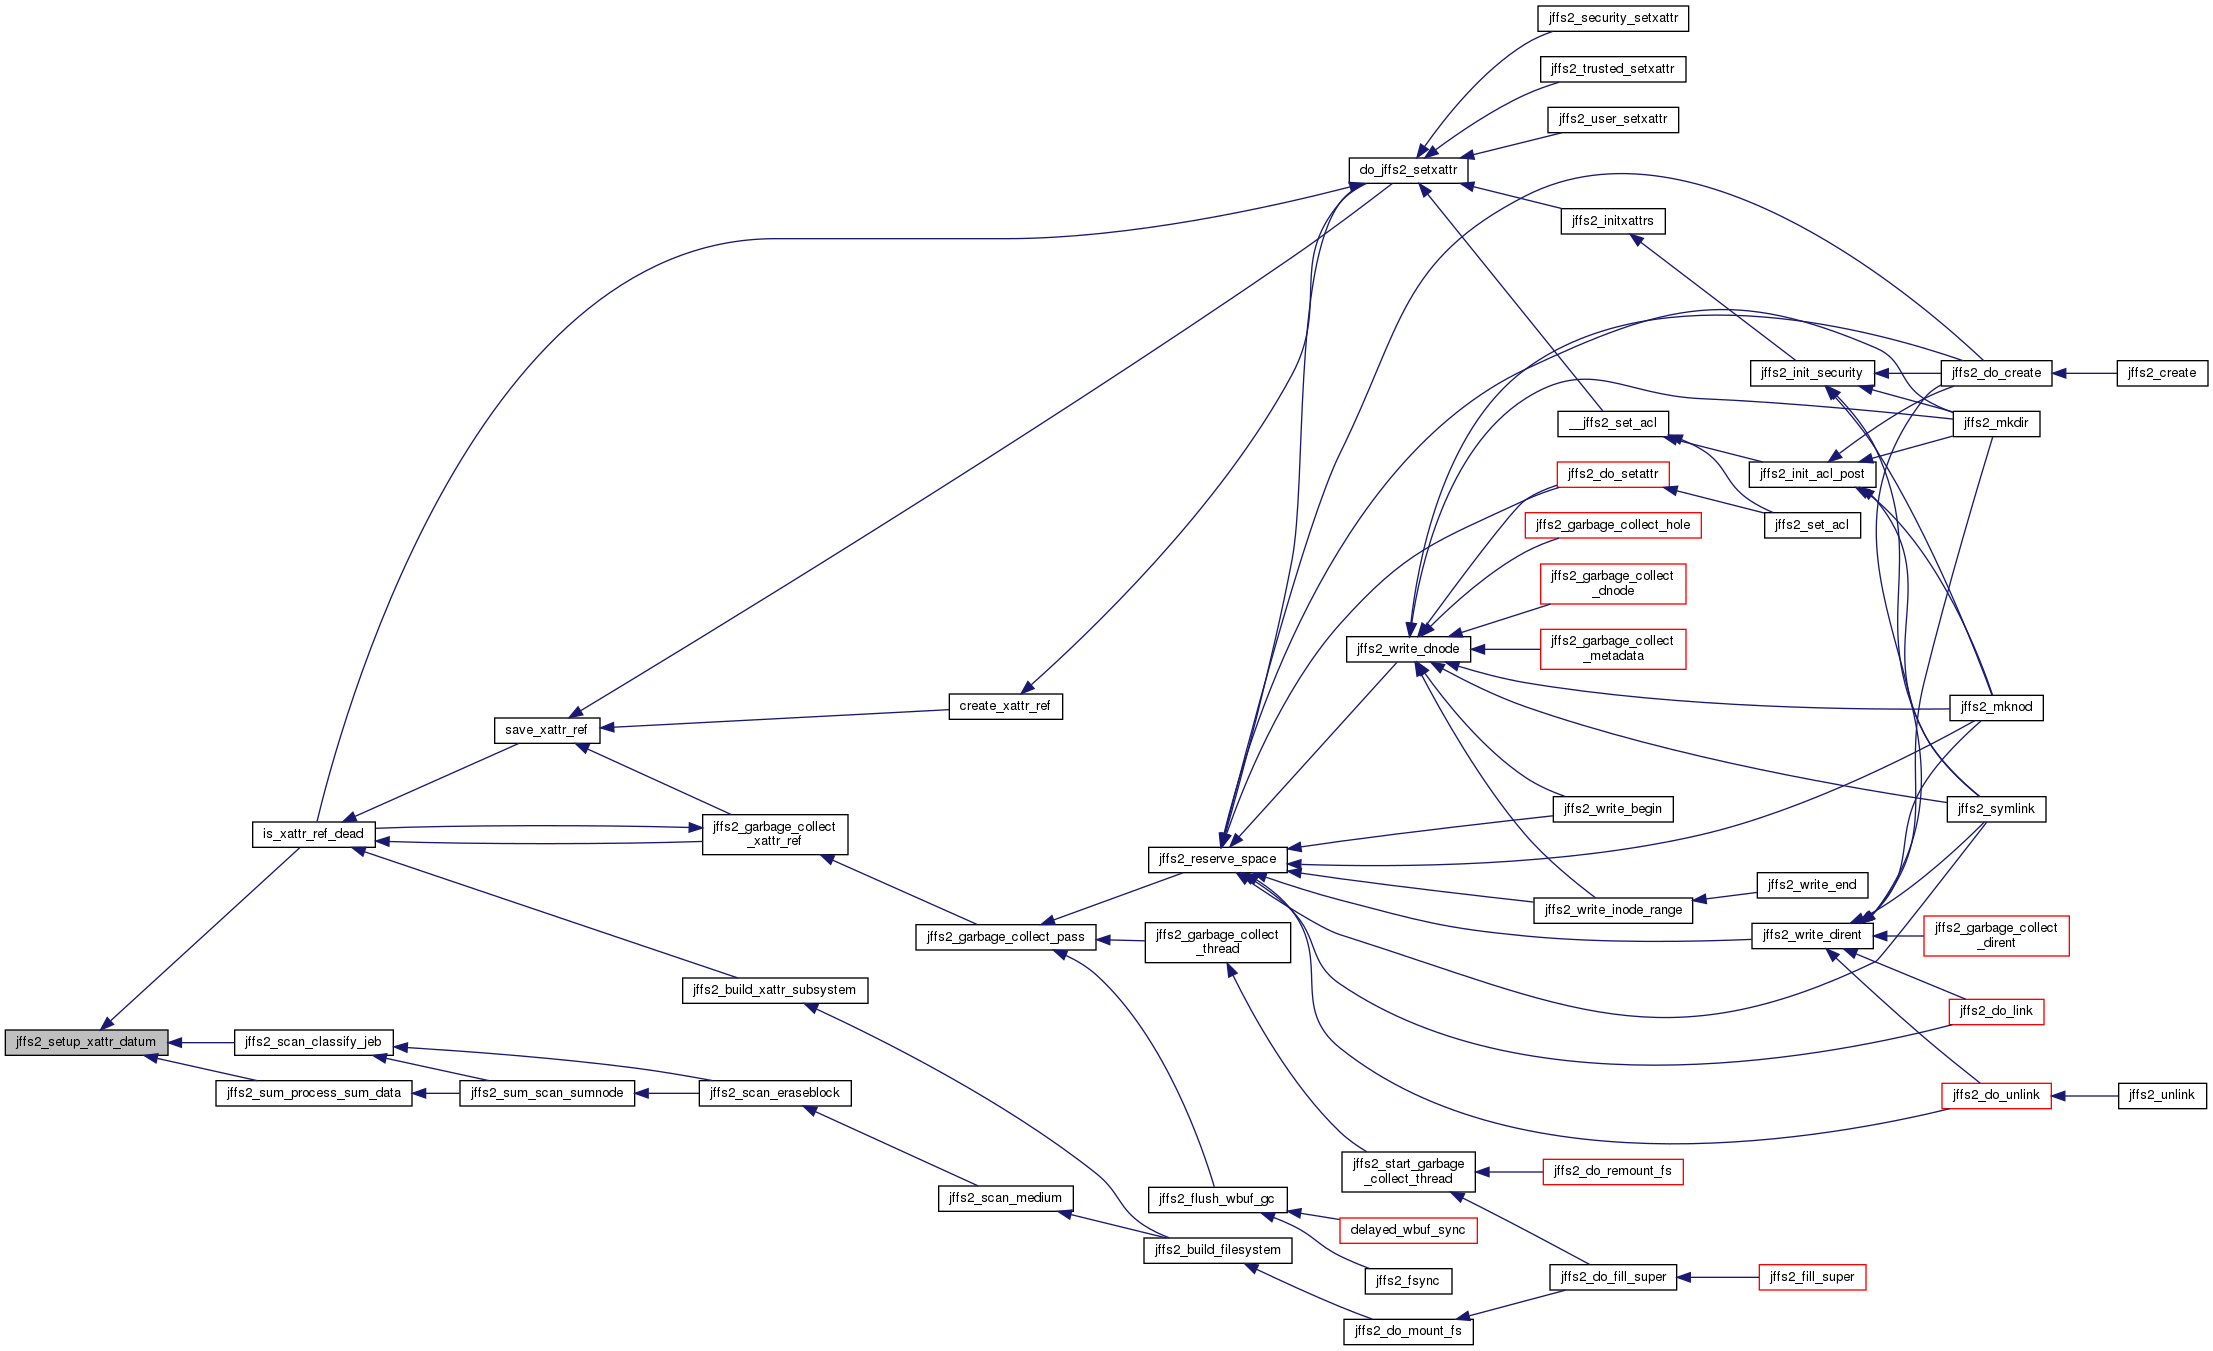 jffs2_security_setxattr
jffs2_trusted_setxattr
jffs2_user_setxattr
do_jffs2_setxattr
jffs2_initxattrs
jffs2_init_security
jffs2_do_create
jffs2_create
__jffs2_set_acl
jffs2_mkdir
jffs2_do_setattr
jffs2_init_acl_post
jffs2_garbage_collect_hole
jffs2_set_acl
jffs2_garbage_collect
_dnode
jffs2_write_dnode
jffs2_garbage_collect
_metadata
create_xattr_ref
jffs2_mknod
save_xattr_ref
jffs2_write_begin
jffs2_symlink
is_xattr_ref_dead
jffs2_garbage_collect
_xattr_ref
jffs2_reserve_space
jffs2_write_end
jffs2_write_inode_range
jffs2_garbage_collect_pass
jffs2_garbage_collect
_thread
jffs2_write_dirent
jffs2_garbage_collect
_dirent
jffs2_build_xattr_subsystem
jffs2_do_link
jffs2_setup_xattr_datum
jffs2_scan_classify_jeb
jffs2_sum_process_sum_data
jffs2_sum_scan_sumnode
jffs2_scan_eraseblock
jffs2_do_unlink
jffs2_unlink
jffs2_start_garbage
_collect_thread
jffs2_do_remount_fs
jffs2_scan_medium
jffs2_flush_wbuf_gc
delayed_wbuf_sync
jffs2_build_filesystem
jffs2_fsync
jffs2_do_fill_super
jffs2_fill_super
jffs2_do_mount_fs